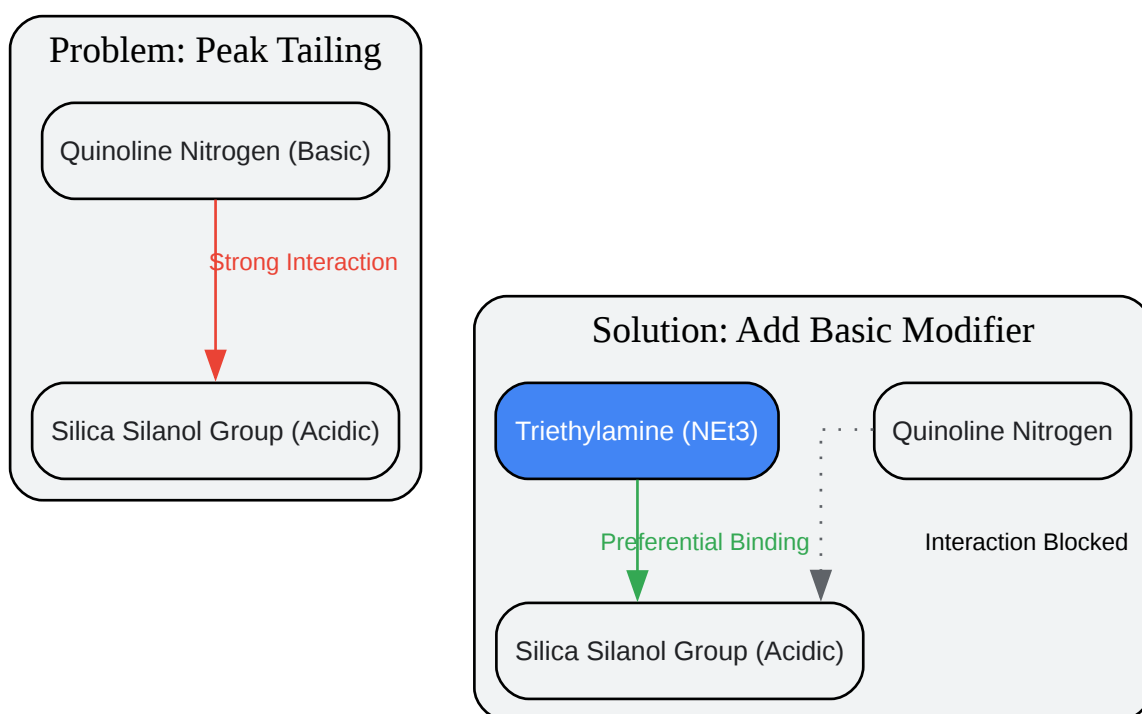 Problem: Peak Tailing
Quinoline Nitrogen (Basic)
Strong Interaction
Silica Silanol Group (Acidic)
Solution: Add Basic Modifier
Triethylamine (NEt3)
Quinoline Nitrogen
Preferential Binding
Interaction Blocked
Silica Silanol Group (Acidic)